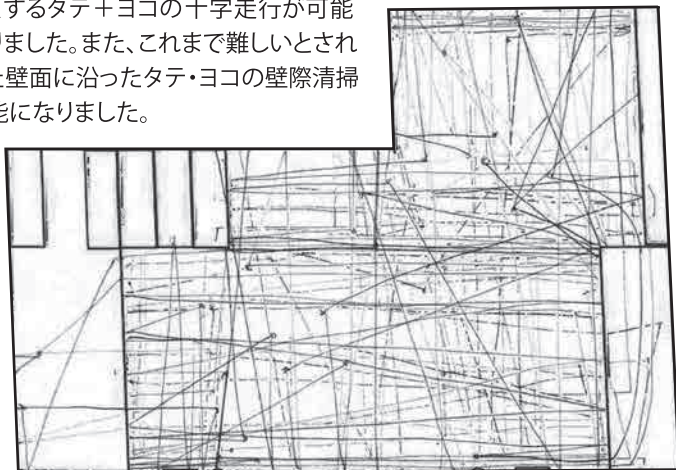 するタテ+ヨコの十字走行が可能
りました。また、これまで難しいとされ
た壁面に沿ったタテ・ヨコの壁際清掃
能になりました。